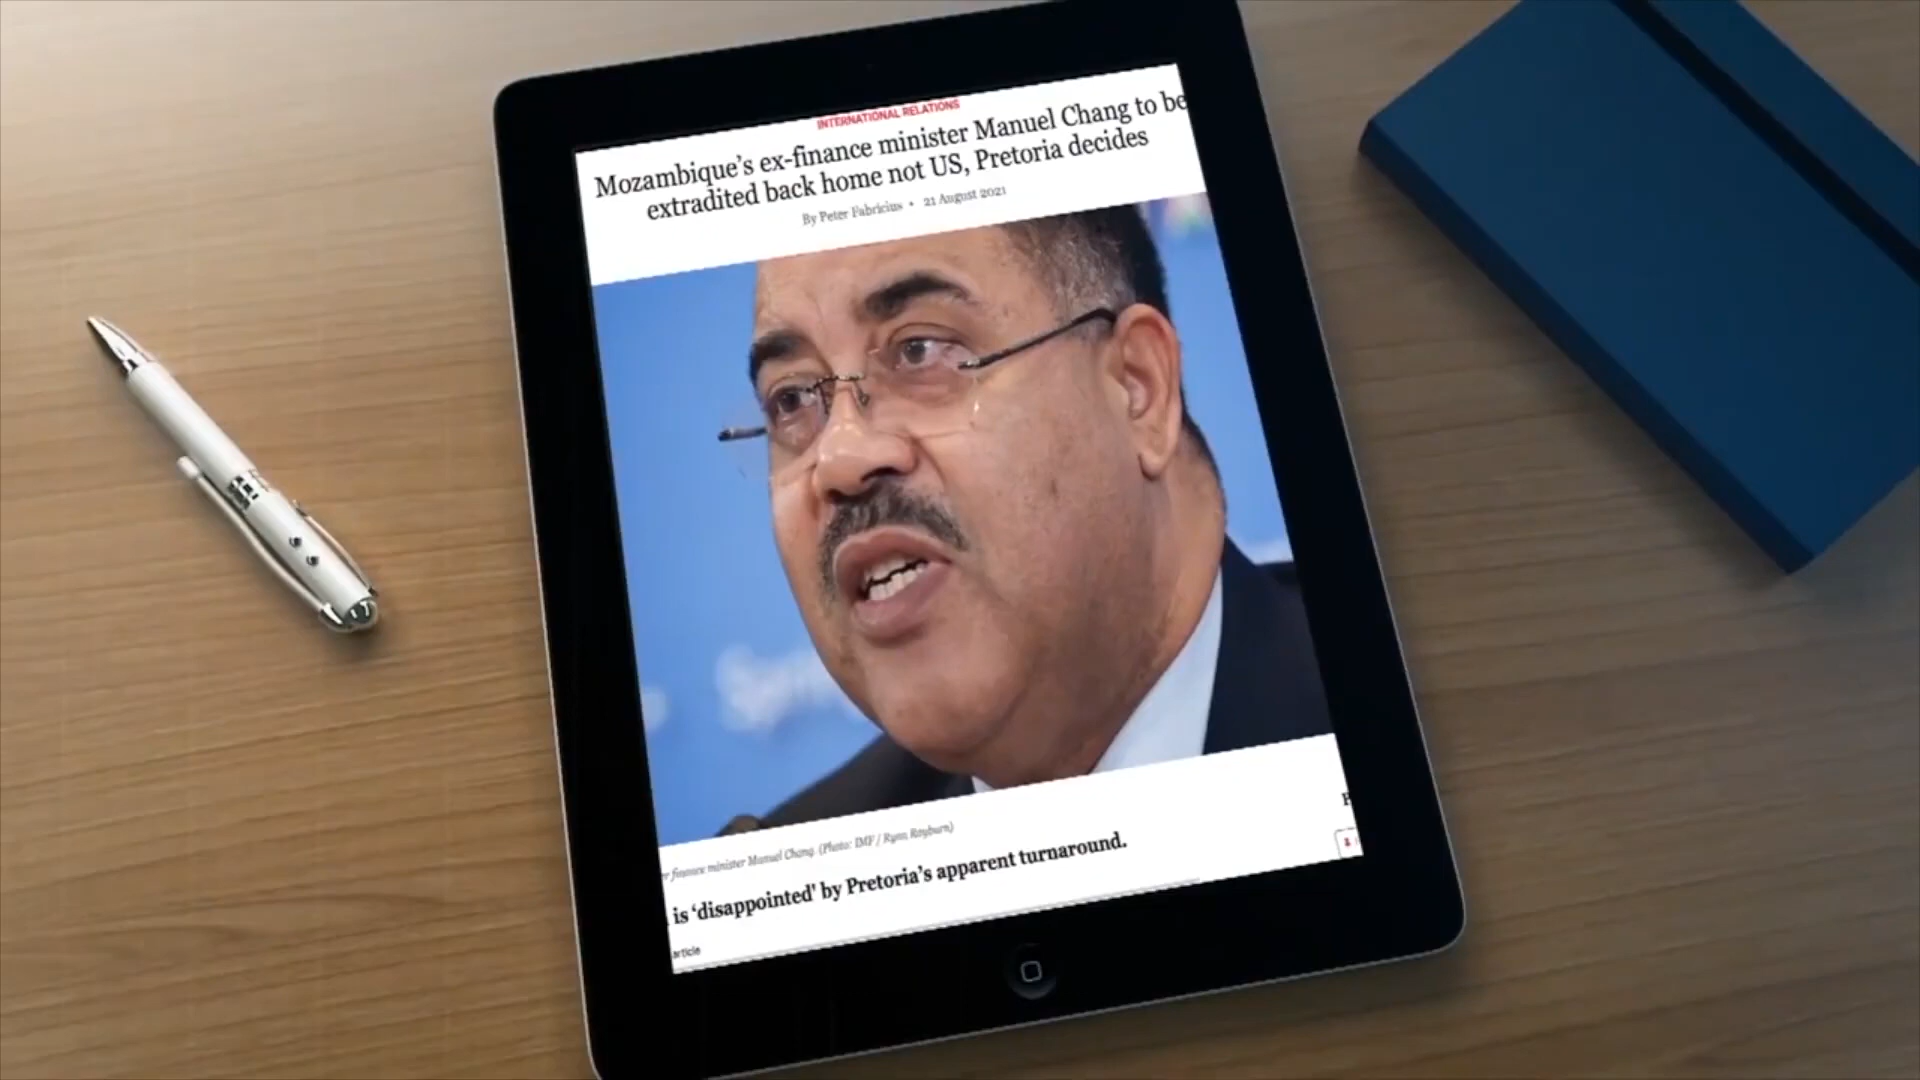 INTERNATIONAL RELATIONS
Mozambique's ex-finance minister Manuel Chang to be
extradited back home not US, Pretoria decides
By Peter Fabricius • 21 August 2021
finance minister Manuel Chang. (Photo: IMF / Ryan Rayburn)
is 'disappointed' by Pretoria's apparent turnaround.
article